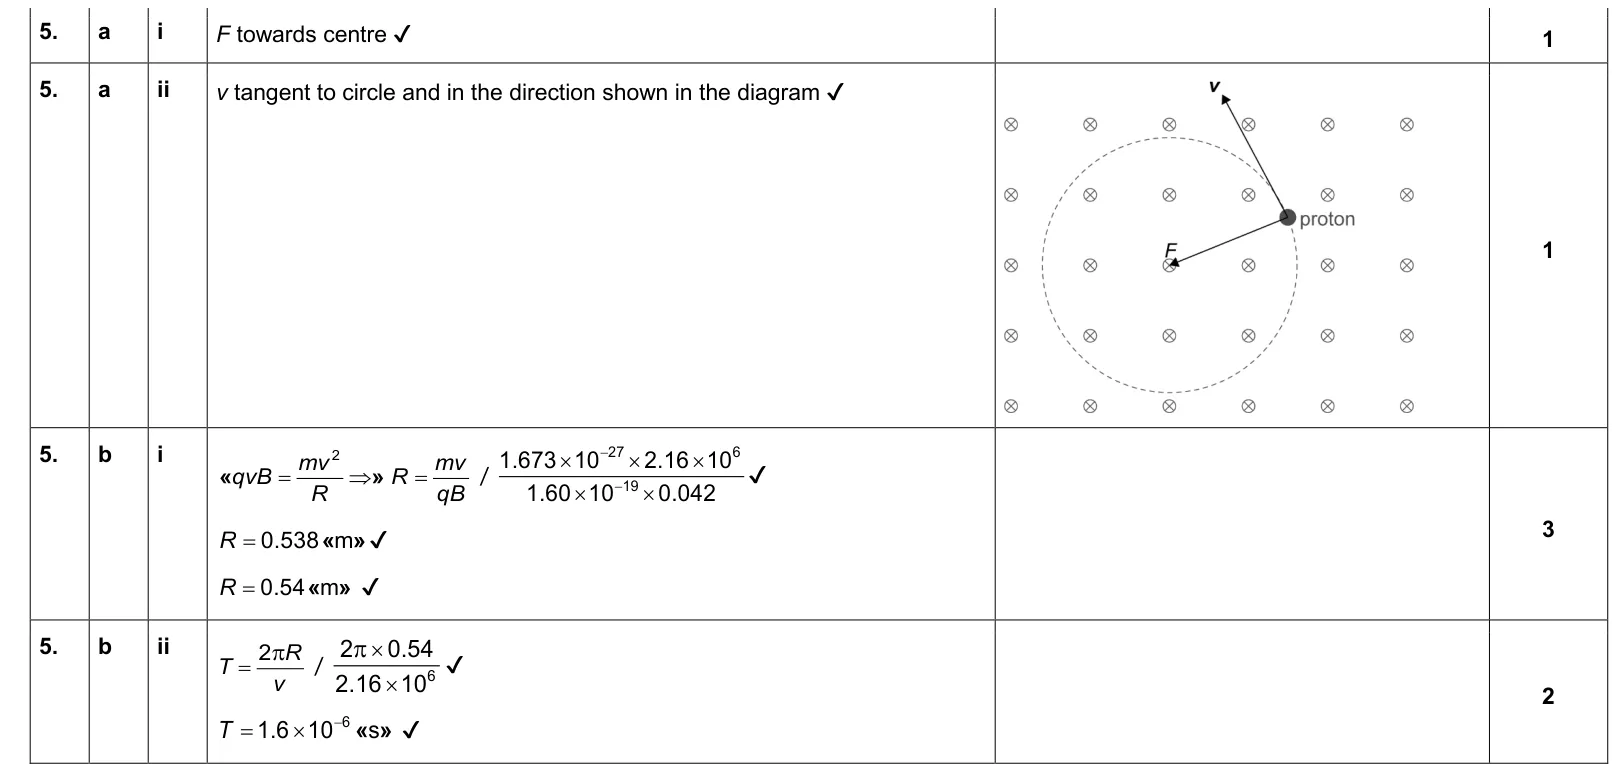 5. a i F towards centre ✓ 1
5. a ii v tangent to circle and in the direction shown in the diagram ✓ 1
v
proton
F
5. b i «qvB = mv²/R ⇒» R = mv/qB / (1.673×10⁻²⁷×2.16×10⁶)/(1.60×10⁻¹⁹×0.042) ✓ 3
R = 0.538 «m» ✓
R = 0.54 «m» ✓
5. b ii T = 2πR/v / (2π×0.54)/(2.16×10⁶) ✓ 2
T = 1.6×10⁻⁶ «s» ✓